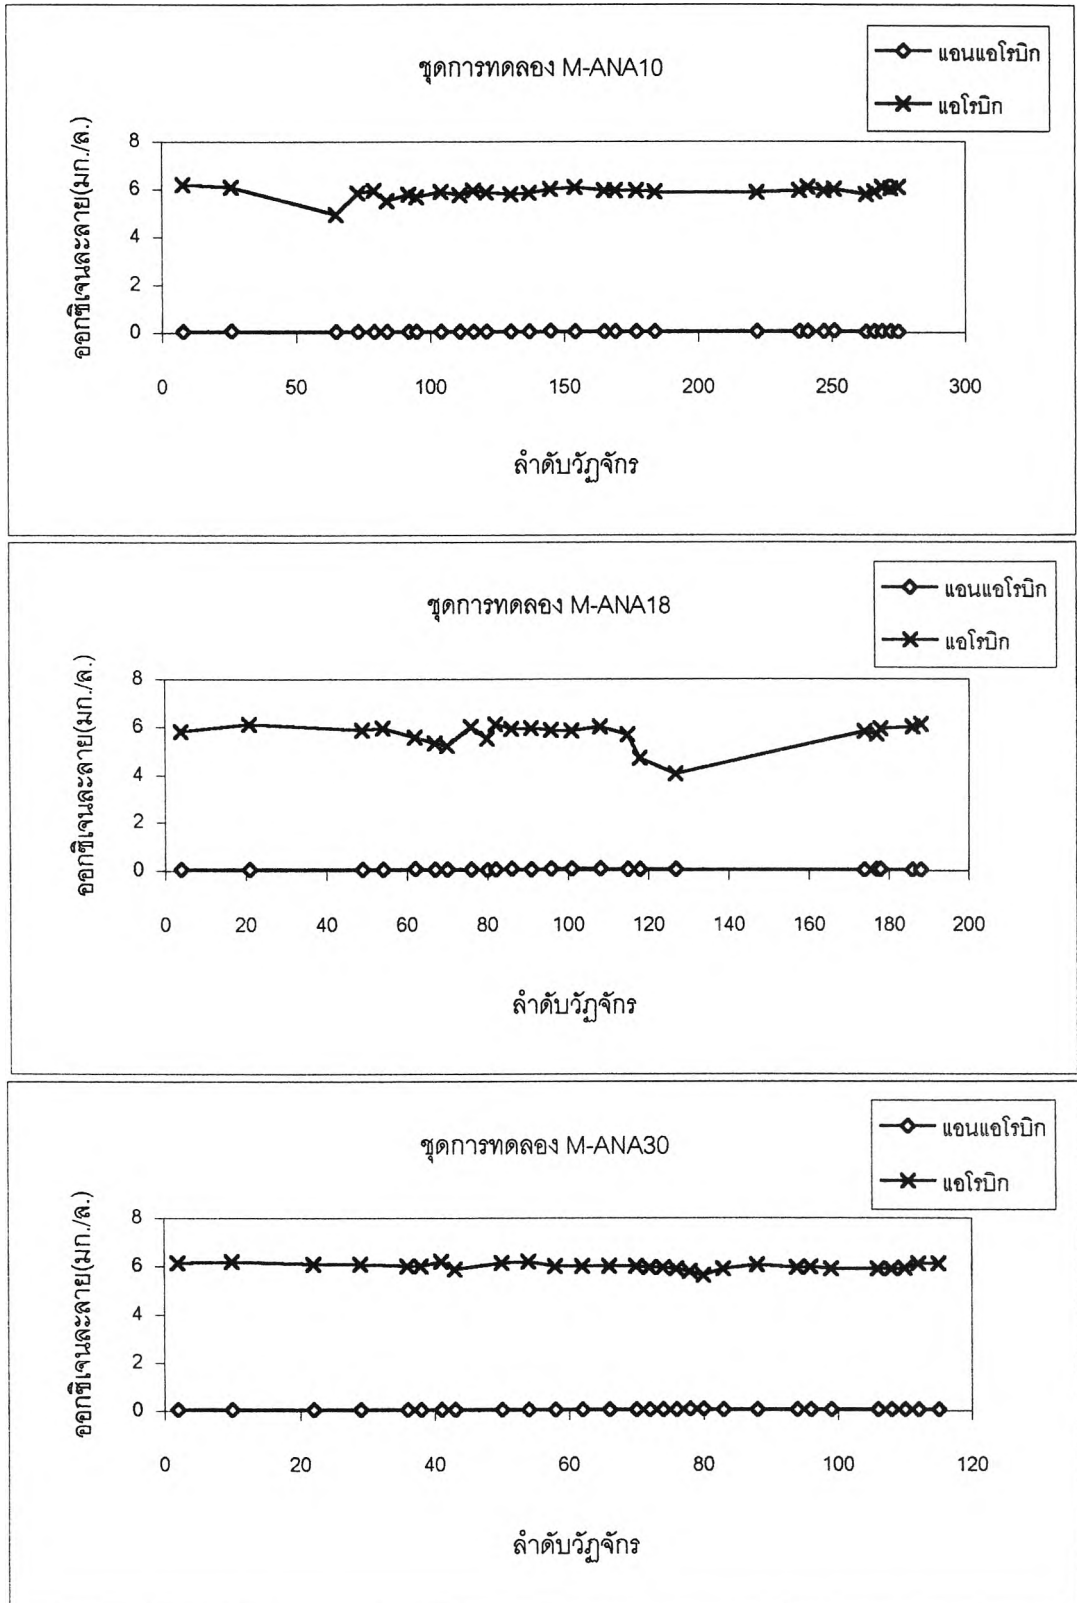 ชุดการทดลอง M-ANA10
แอนแอโรบิก
แอโรบิก
ออกซิเจนละลาย(มก./ล.)
8
6
4
2
0
0 50 100 150 200 250 300
ลำดับวัฏจักร
ชุดการทดลอง M-ANA18
แอนแอโรบิก
แอโรบิก
ออกซิเจนละลาย(มก./ล.)
8
6
4
2
0
0 20 40 60 80 100 120 140 160 180 200
ลำดับวัฏจักร
ชุดการทดลอง M-ANA30
แอนแอโรบิก
แอโรบิก
ออกซิเจนละลาย(มก./ล.)
8
6
4
2
0
0 20 40 60 80 100 120
ลำดับวัฏจักร